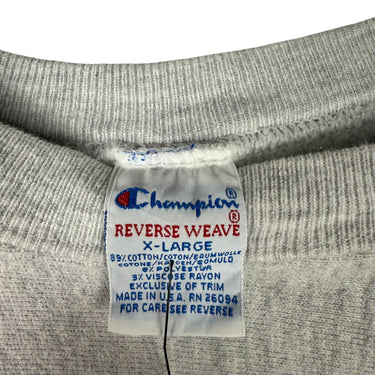 Champion®
REVERSE WEAVE®
X-LARGE
89% COTTON/COTON/BAUMWOLLE
COTONE/KATOEN/ALGODON
8% POLYESTER
3% VISCOSE RAYON
EXCLUSIVE OF TRIM
MADE IN U.S.A. RN 26094
FOR CARE SEE REVERSE